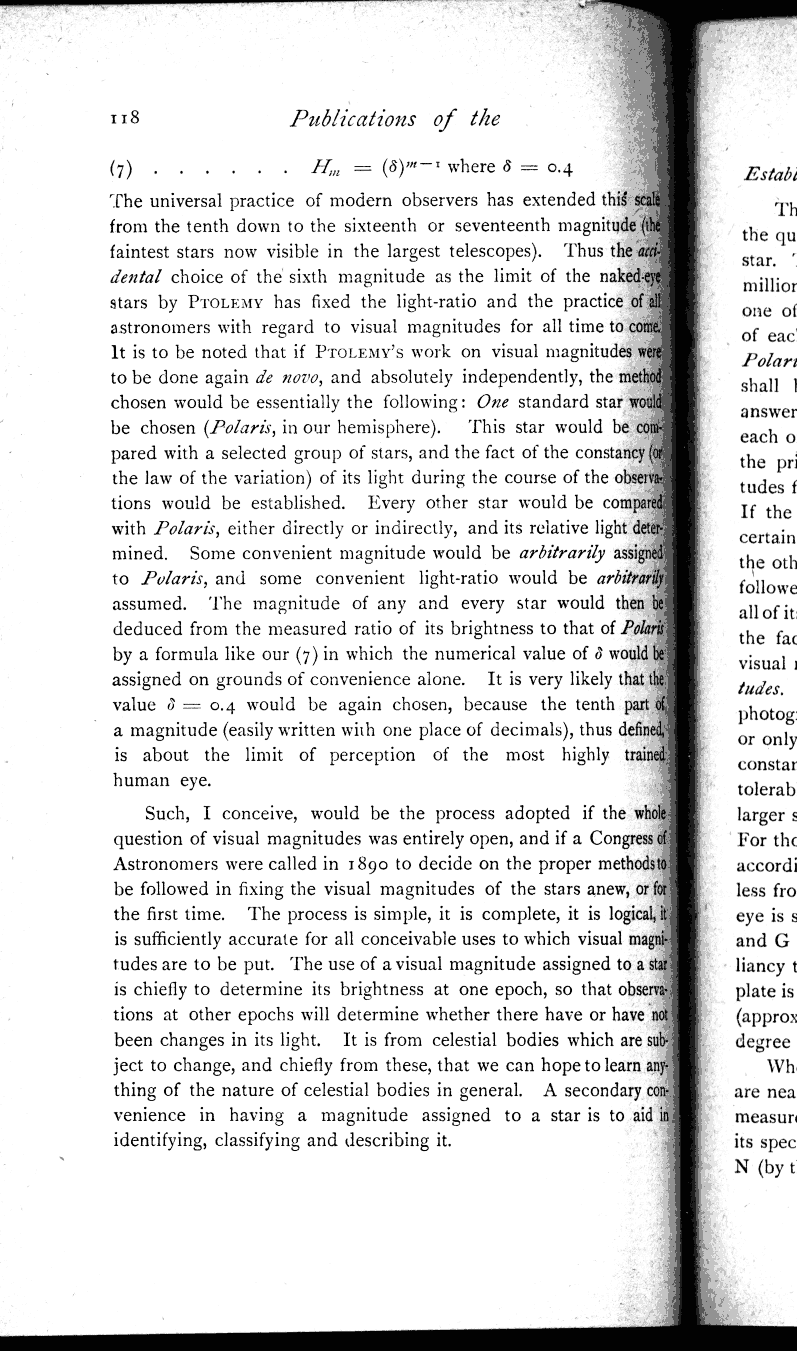 118 Publications of the
(7) . . . . . . H_m = (δ)^{m−1} where δ = 0.4
The universal practice of modern observers has extended this scale
from the tenth down to the sixteenth or seventeenth magnitude (the
faintest stars now visible in the largest telescopes). Thus the acci-
dental choice of the sixth magnitude as the limit of the naked-eye
stars by PTOLEMY has fixed the light-ratio and the practice of all
astronomers with regard to visual magnitudes for all time to come.
It is to be noted that if PTOLEMY'S work on visual magnitudes were
to be done again de novo, and absolutely independently, the method
chosen would be essentially the following: One standard star would
be chosen (Polaris, in our hemisphere). This star would be com-
pared with a selected group of stars, and the fact of the constancy (or
the law of the variation) of its light during the course of the observa-
tions would be established. Every other star would be compared
with Polaris, either directly or indirectly, and its relative light deter-
mined. Some convenient magnitude would be arbitrarily assigned
to Polaris, and some convenient light-ratio would be arbitrarily
assumed. The magnitude of any and every star would then be
deduced from the measured ratio of its brightness to that of Polaris
by a formula like our (7) in which the numerical value of δ would be
assigned on grounds of convenience alone. It is very likely that the
value δ = 0.4 would be again chosen, because the tenth part of
a magnitude (easily written with one place of decimals), thus defined,
is about the limit of perception of the most highly trained
human eye.
Such, I conceive, would be the process adopted if the whole
question of visual magnitudes was entirely open, and if a Congress of
Astronomers were called in 1890 to decide on the proper methods to
be followed in fixing the visual magnitudes of the stars anew, or for
the first time. The process is simple, it is complete, it is logical, it
is sufficiently accurate for all conceivable uses to which visual magni-
tudes are to be put. The use of a visual magnitude assigned to a star
is chiefly to determine its brightness at one epoch, so that observa-
tions at other epochs will determine whether there have or have not
been changes in its light. It is from celestial bodies which are sub-
ject to change, and chiefly from these, that we can hope to learn any-
thing of the nature of celestial bodies in general. A secondary con-
venience in having a magnitude assigned to a star is to aid in
identifying, classifying and describing it.
Establ
Th
the qu
star.
million
one of
of eac
Polari
shall
answer
each o
the pri
tudes f
If the
certain
the oth
followe
all of it
the fac
visual
tudes.
photog
or only
constan
tolerab
larger s
For tho
accordi
less fro
eye is s
and G
liancy t
plate is
(approx
degree
Wh
are nea
measure
its spec
N (by t